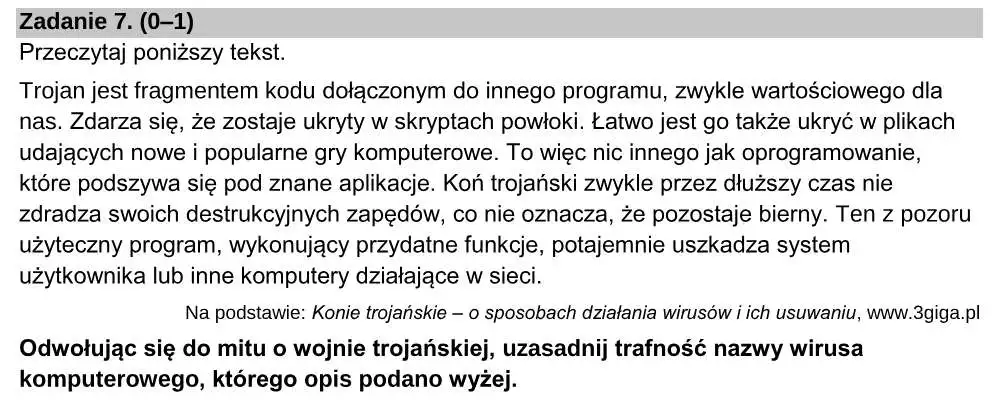 Zadanie 7. (0–1)
Przeczytaj poniższy tekst.
Trojan jest fragmentem kodu dołączonym do innego programu, zwykle wartościowego dla
nas. Zdarza się, że zostaje ukryty w skryptach powłoki. Łatwo jest go także ukryć w plikach
udających nowe i popularne gry komputerowe. To więc nic innego jak oprogramowanie,
które podszywa się pod znane aplikacje. Koń trojański zwykle przez dłuższy czas nie
zdradza swoich destrukcyjnych zapędów, co nie oznacza, że pozostaje bierny. Ten z pozoru
użyteczny program, wykonujący przydatne funkcje, potajemnie uszkadza system
użytkownika lub inne komputery działające w sieci.
Na podstawie: Konie trojańskie – o sposobach działania wirusów i ich usuwaniu, www.3giga.pl
Odwołując się do mitu o wojnie trojańskiej, uzasadnij trafność nazwy wirusa
komputerowego, którego opis podano wyżej.